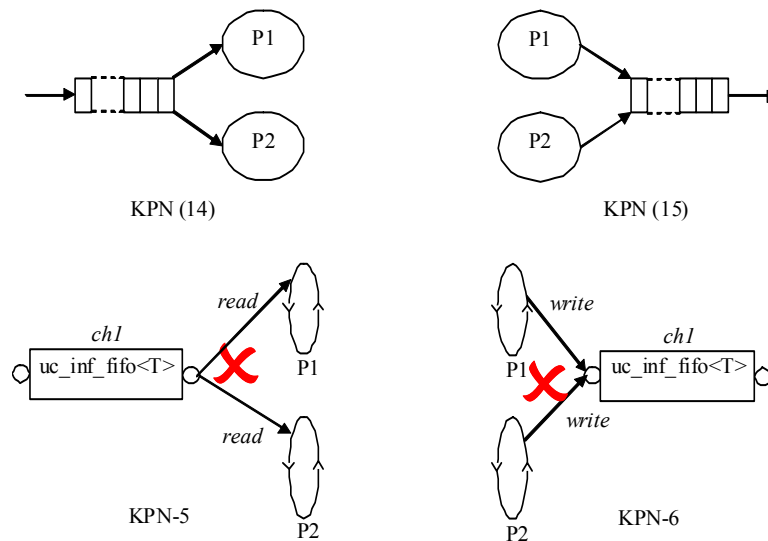 P1
P2
KPN (14)
P1
P2
KPN (15)
read
ch1
uc_inf_fifo<T>
P1
read
P2
KPN-5
write
ch1
P1
uc_inf_fifo<T>
write
P2
KPN-6